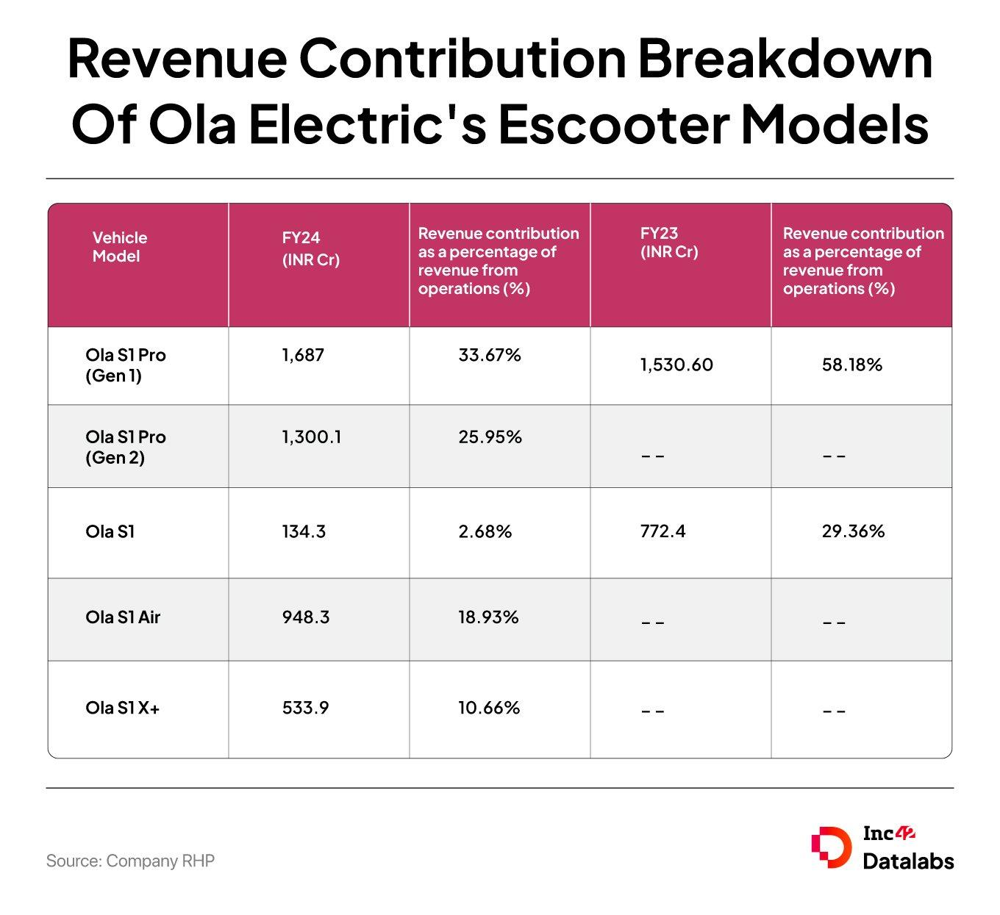 Revenue Contribution Breakdown
Of Ola Electric's Escooter Models
Vehicle
Model
FY24
(INR Cr)
Revenue contribution
as a percentage of
revenue from
operations (%)
FY23
(INR Cr)
Revenue contribution
as a percentage of
revenue from
operations (%)
Ola S1 Pro
(Gen 1)
1,687
33.67%
1,530.60
58.18%
Ola S1 Pro
(Gen 2)
1,300.1
25.95%
--
--
Ola S1
134.3
2.68%
772.4
29.36%
Ola S1 Air
948.3
18.93%
--
--
Ola S1 X+
533.9
10.66%
--
--
Source: Company RHP
Inc42
Datalabs